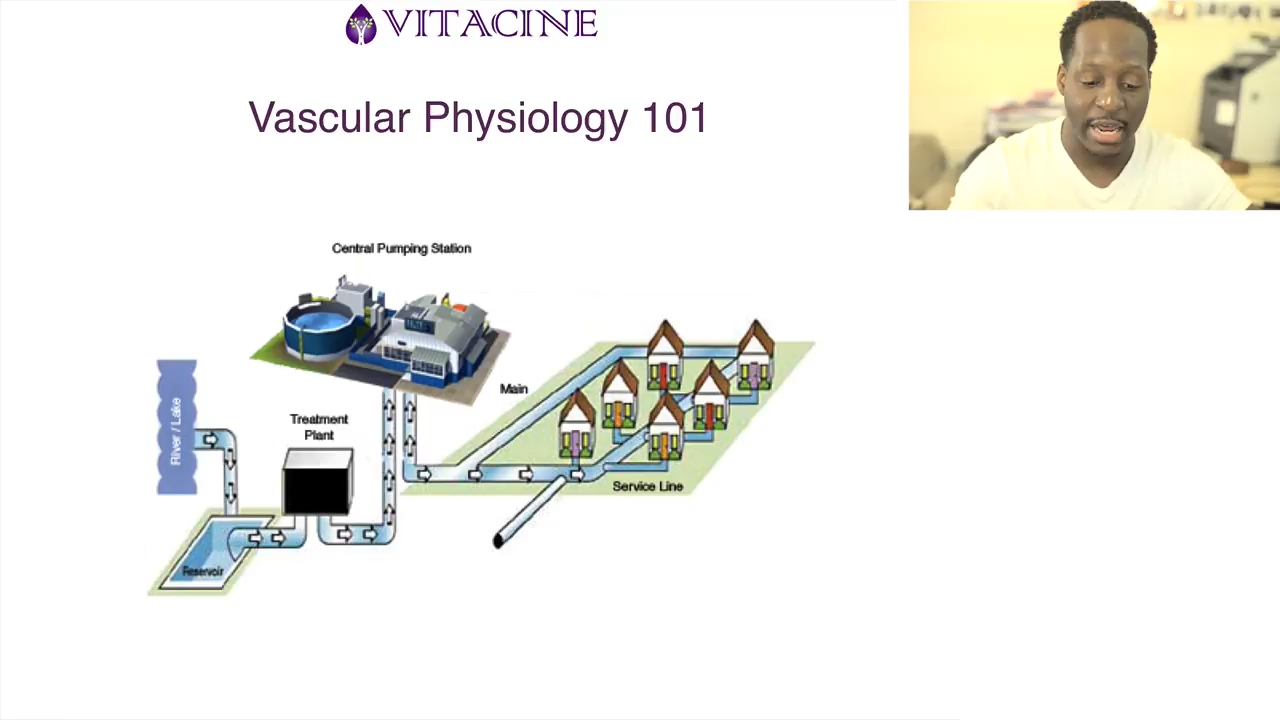 VITACINE
Vascular Physiology 101
Central Pumping Station
Main
Treatment
Plant
River / Lake
Service Line
Reservoir